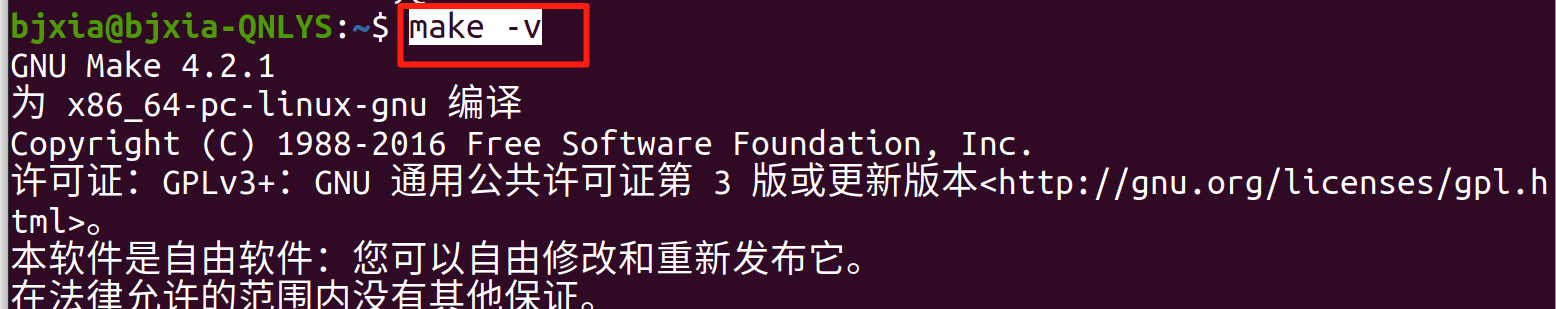 bjxia@bjxia-QNLYS:~$ make -v
GNU Make 4.2.1
为 x86_64-pc-linux-gnu 编译
Copyright (C) 1988-2016 Free Software Foundation, Inc.
许可证：GPLv3+：GNU 通用公共许可证第 3 版或更新版本<http://gnu.org/licenses/gpl.h
tml>。
本软件是自由软件：您可以自由修改和重新发布它。
在法律允许的范围内没有其他保证。